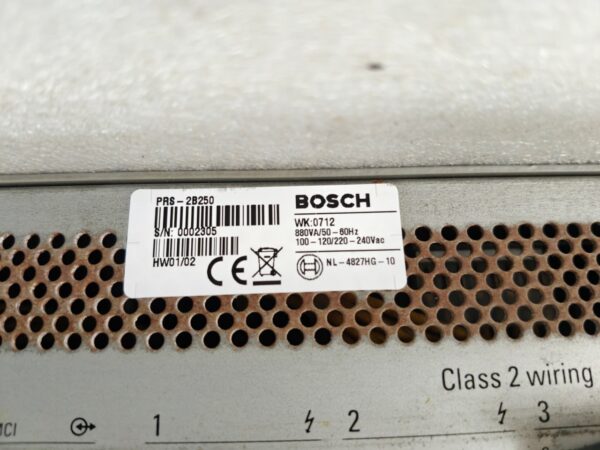 PRS-2B250
S/N: 0002305
HW01/02
CE
BOSCH
WK:0712
880VA/50-60Hz
100-120/220-240Vac
NL-4827HG-10
Class 2 wiring
MCI
1
2
3